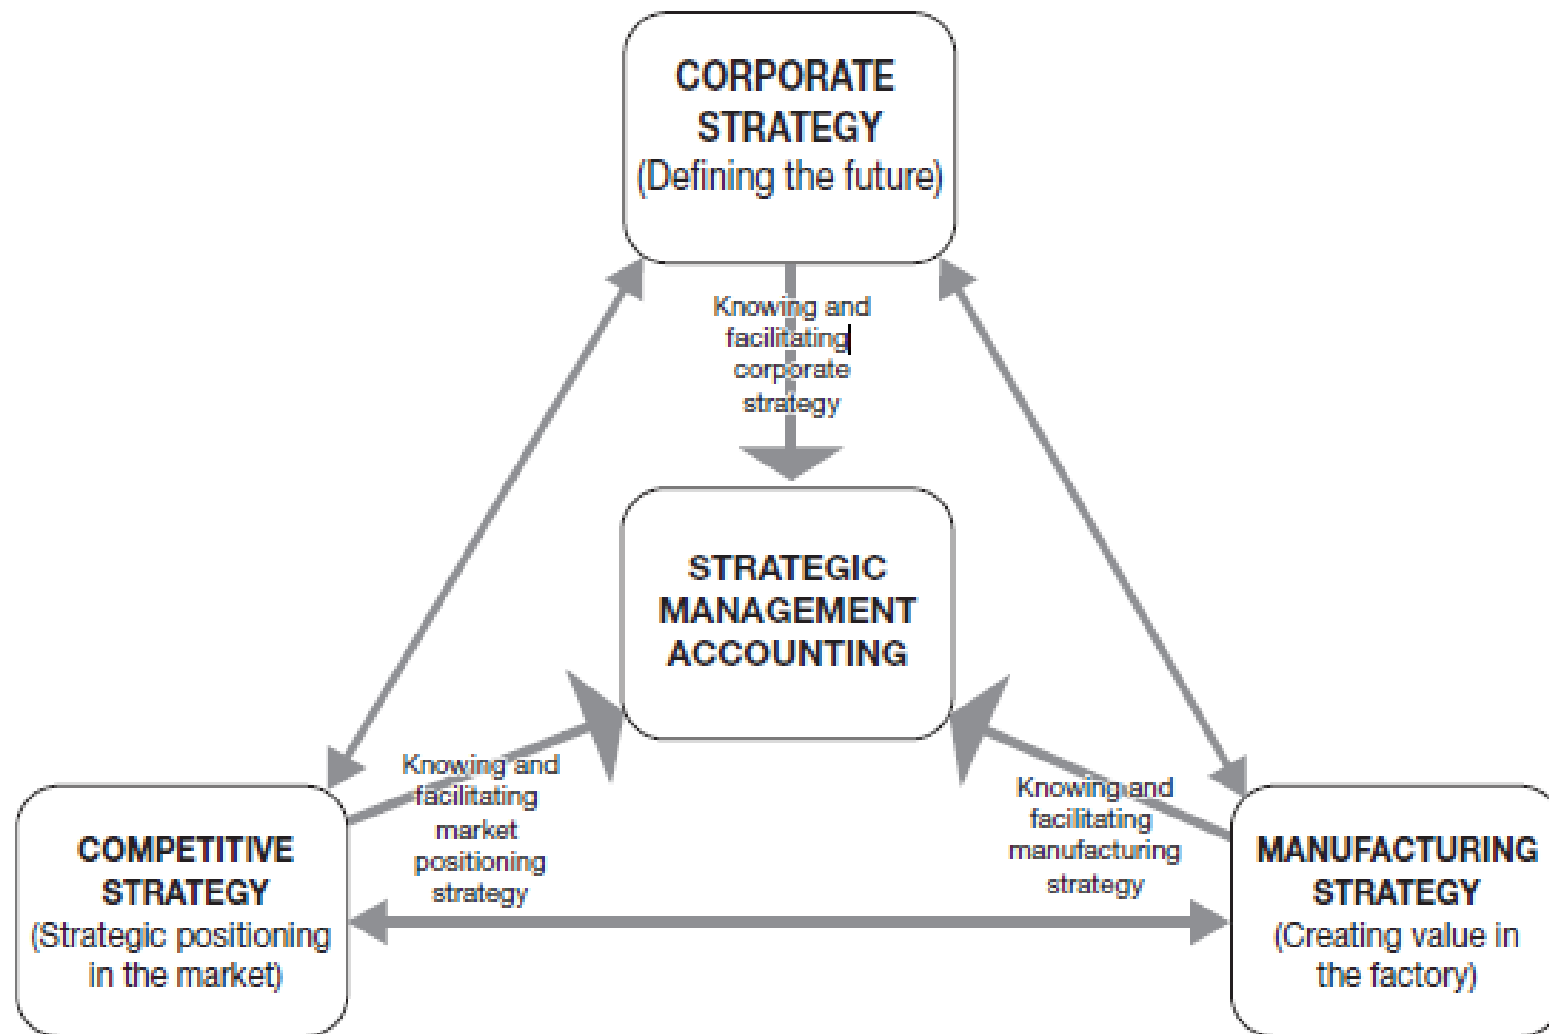 CORPORATE
STRATEGY
(Defining the future)
Knowing and
facilitating
corporate
strategy
STRATEGIC
MANAGEMENT
ACCOUNTING
Knowing and
facilitating
market
positioning
strategy
Knowing and
facilitating
manufacturing
strategy
COMPETITIVE
STRATEGY
(Strategic positioning
in the market)
MANUFACTURING
STRATEGY
(Creating value in
the factory)